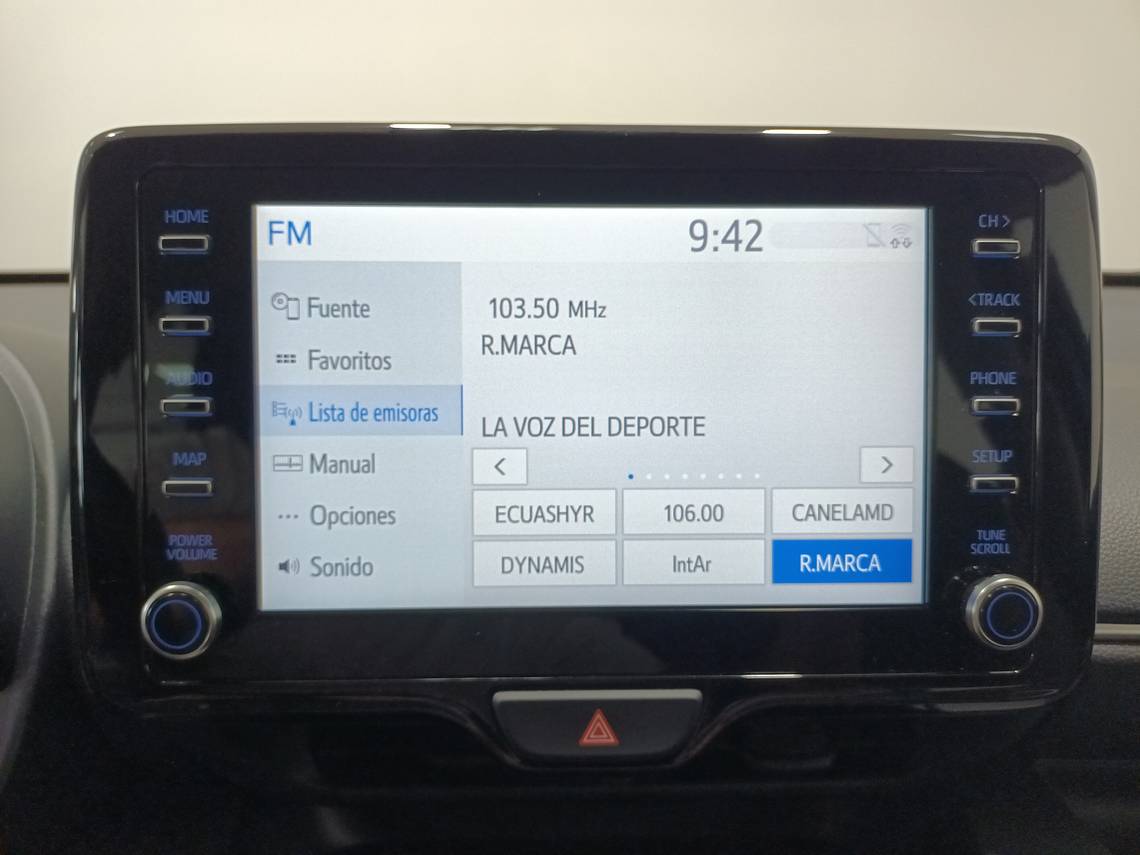 HOME
MENU
AUDIO
MAP
POWER
VOLUME
FM
9:42
Fuente
Favoritos
Lista de emisoras
Manual
Opciones
Sonido
103.50 MHz
R.MARCA
LA VOZ DEL DEPORTE
< >
ECUASHYR 106.00 CANELAMD
DYNAMIS IntAr R.MARCA
CH >
< TRACK
PHONE
SETUP
TUNE
SCROLL